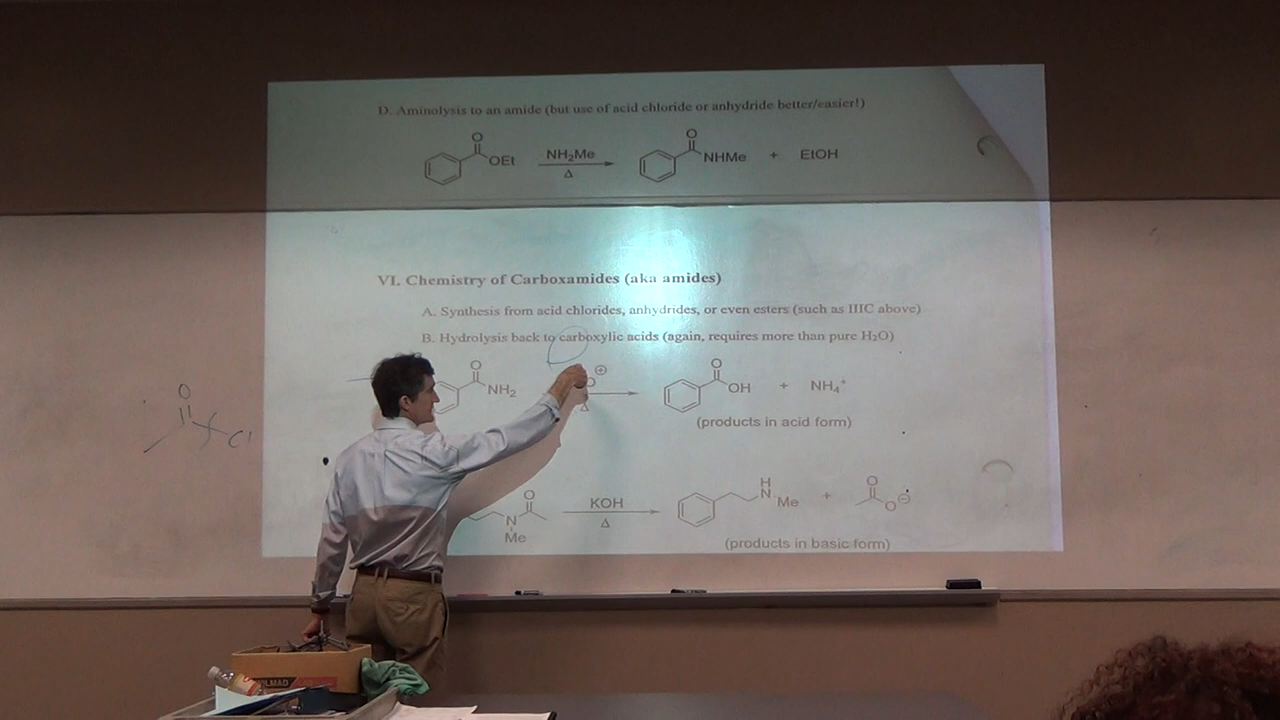 D. Aminolysis to an amide (but use of acid chloride or anhydride better/easier!)
O
OEt
NH₂Me
Δ
O
NHMe
+
EtOH
VI. Chemistry of Carboxamides (aka amides)
A. Synthesis from acid chlorides, anhydrides, or even esters (such as IIIC above)
B. Hydrolysis back to carboxylic acids (again, requires more than pure H₂O)
O
NH₂
⊕
Δ
O
OH
+
NH₄⁺
(products in acid form)
O
Cl
O
N
Me
KOH
Δ
H
N
Me
+
O
O⊖
(products in basic form)
WILMAD